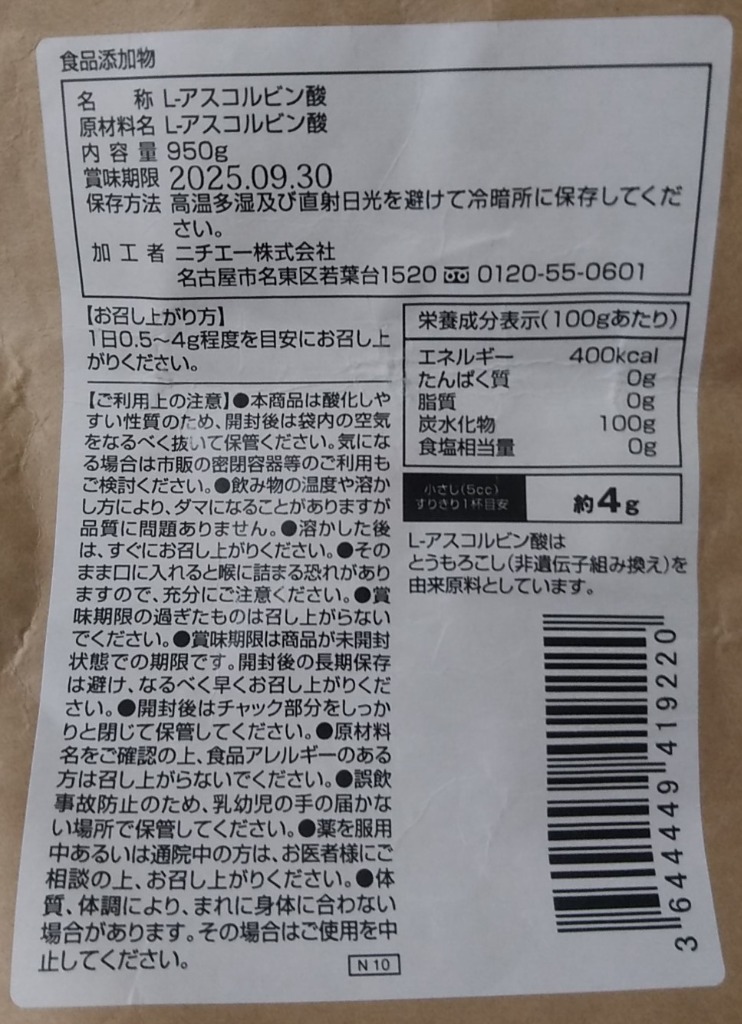 食品添加物
名 称 L-アスコルビン酸
原材料名 L-アスコルビン酸
内容量 950g
賞味期限 2025.09.30
保存方法 高温多湿及び直射日光を避けて冷暗所に保存してくだ
さい。
加工者 ニチエー株式会社
名古屋市名東区若葉台1520 0120-55-0601
【お召し上がり方】
1日0.5～4g程度を目安にお召し上
がりください。
【ご利用上の注意】●本商品は酸化しや
すい性質のため、開封後は袋内の空気
をなるべく抜いて保管ください。気にな
る場合は市販の密閉容器等のご利用も
ご検討ください。●飲み物の温度や溶か
し方により、ダマになることがありますが
品質に問題ありません。●溶かした後
は、すぐにお召し上がりください。●その
まま口に入れると喉に詰まる恐れがあり
ますので、充分にご注意ください。●賞
味期限の過ぎたものは召し上がらない
でください。●賞味期限は商品が未開封
状態での期限です。開封後の長期保存
は避け、なるべく早くお召し上がりくだ
さい。●開封後はチャック部分をしっか
りと閉じて保管してください。●原材料
名をご確認の上、食品アレルギーのある
方は召し上がらないでください。●誤飲
事故防止のため、乳幼児の手の届かな
い場所で保管してください。●薬を服用
中あるいは通院中の方は、お医者様にご
相談の上、お召し上がりください。●体
質、体調により、まれに身体に合わない
場合があります。その場合はご使用を中
止してください。
N10
栄養成分表示(100gあたり)
エネルギー 400kcal
たんぱく質 0g
脂質 0g
炭水化物 100g
食塩相当量 0g
小さじ(5cc)
すりきり1杯目安
約4g
L-アスコルビン酸は
とうもろこし(非遺伝子組み換え)を
由来原料としています。
3644449419220